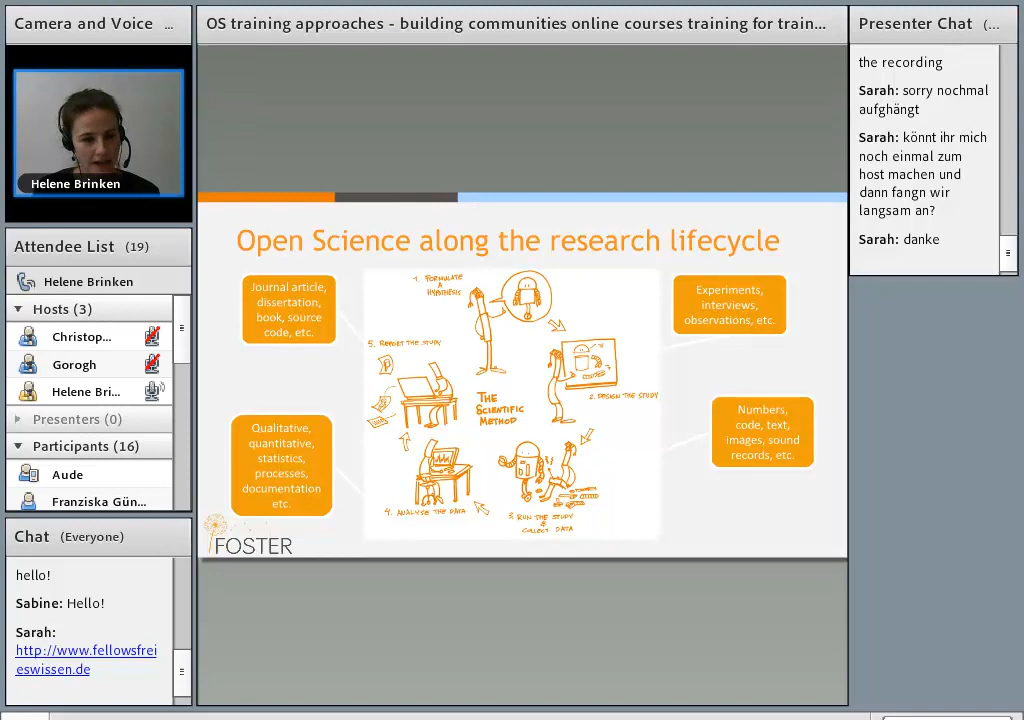 Camera and Voice ...
Helene Brinken
Attendee List (19)
Helene Brinken
Hosts (3)
Christop...
Gorogh
Helene Bri...
Presenters (0)
Participants (16)
Aude
Franziska Gün...
Chat (Everyone)
hello!
Sabine: Hello!
Sarah:
http://www.fellowsfrei
eswissen.de
OS training approaches - building communities online courses training for train...
Open Science along the research lifecycle
Journal article,
dissertation,
book, source
code, etc.
Experiments,
interviews,
observations, etc.
Qualitative,
quantitative,
statistics,
processes,
documentation
etc.
Numbers,
code, text,
images, sound
records, etc.
1. FORMULATE
A
HYPOTHESIS
2. DESIGN THE STUDY
3. RUN THE STUDY
&
COLLECT DATA
4. ANALYSE THE DATA
5. REPORT THE STUDY
THE
SCIENTIFIC
METHOD
FOSTER
Presenter Chat (...
the recording
Sarah: sorry nochmal
aufghängt
Sarah: könnt ihr mich
noch einmal zum
host machen und
dann fangn wir
langsam an?
Sarah: danke